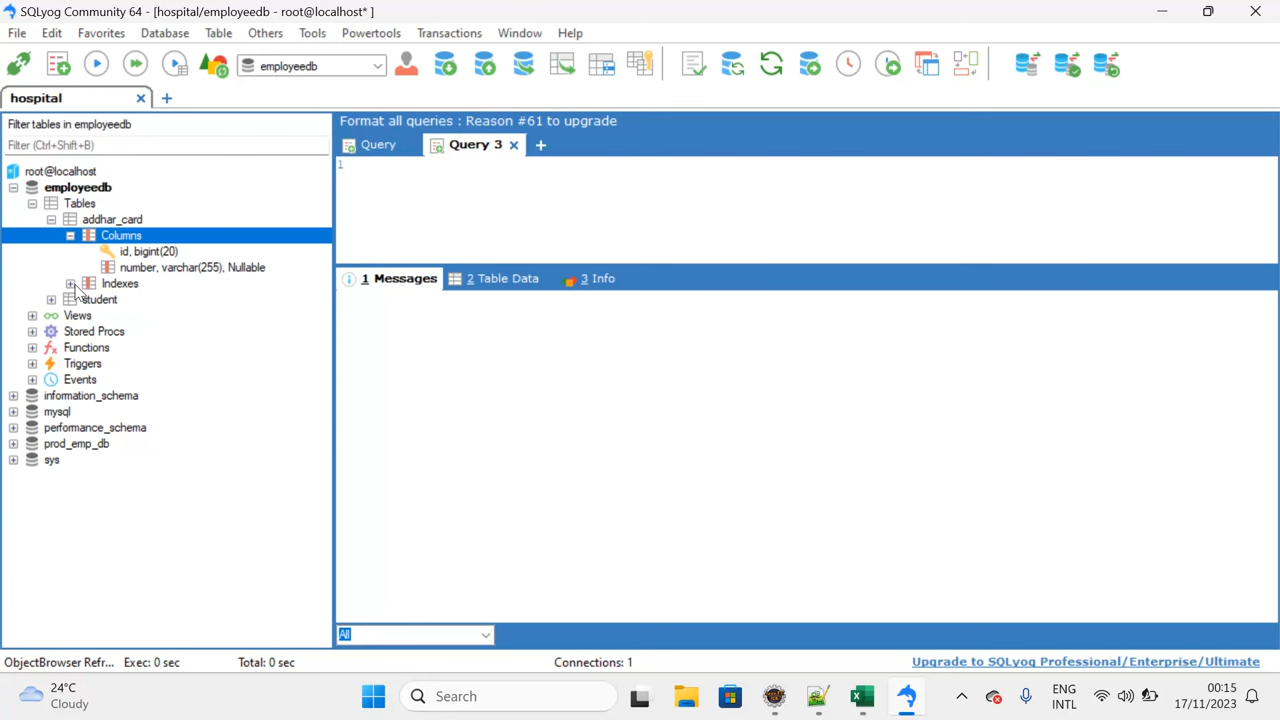 SQLyog Community 64 - [hospital/employeedb - root@localhost* ]
File Edit Favorites Database Table Others Tools Powertools Transactions Window Help
employeedb
hospital
Filter tables in employeedb
Filter (Ctrl+Shift+B)
root@localhost
employeedb
Tables
addhar_card
Columns
id, bigint(20)
number, varchar(255), Nullable
Indexes
student
Views
Stored Procs
Functions
Triggers
Events
information_schema
mysql
performance_schema
prod_emp_db
sys
Format all queries : Reason #61 to upgrade
Query Query 3
1
1 Messages 2 Table Data 3 Info
All
ObjectBrowser Refr... Exec: 0 sec Total: 0 sec Connections: 1 Upgrade to SQLyog Professional/Enterprise/Ultimate
24°C
Cloudy
Search
ENG
INTL
00:15
17/11/2023